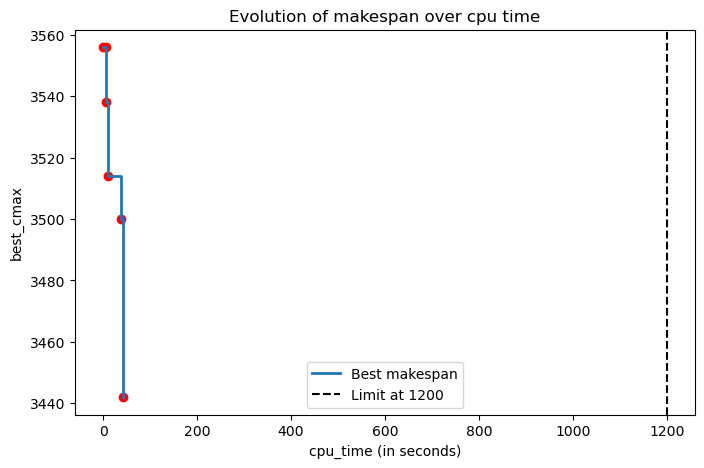 Evolution of makespan over cpu time
best_cmax
3560
3540
3520
3500
3480
3460
3440
0
200
400
600
800
1000
1200
cpu_time (in seconds)
Best makespan
Limit at 1200